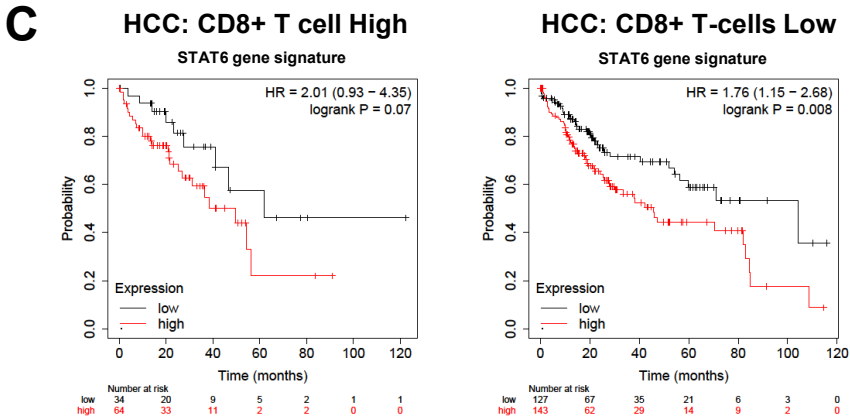 C
HCC: CD8+ T cell High
STAT6 gene signature
HR = 2.01 (0.93 − 4.35)
logrank P = 0.07
Probability
1.0
0.8
0.6
0.4
0.2
0.0
Expression
low
high
0 20 40 60 80 100 120
Time (months)
Number at risk
low 34 20 9 5 2 1 1
high 64 33 11 2 2 0 0
HCC: CD8+ T-cells Low
STAT6 gene signature
HR = 1.76 (1.15 − 2.68)
logrank P = 0.008
Probability
1.0
0.8
0.6
0.4
0.2
0.0
Expression
low
high
0 20 40 60 80 100 120
Time (months)
Number at risk
low 127 67 35 21 6 3 0
high 143 62 29 14 9 2 0